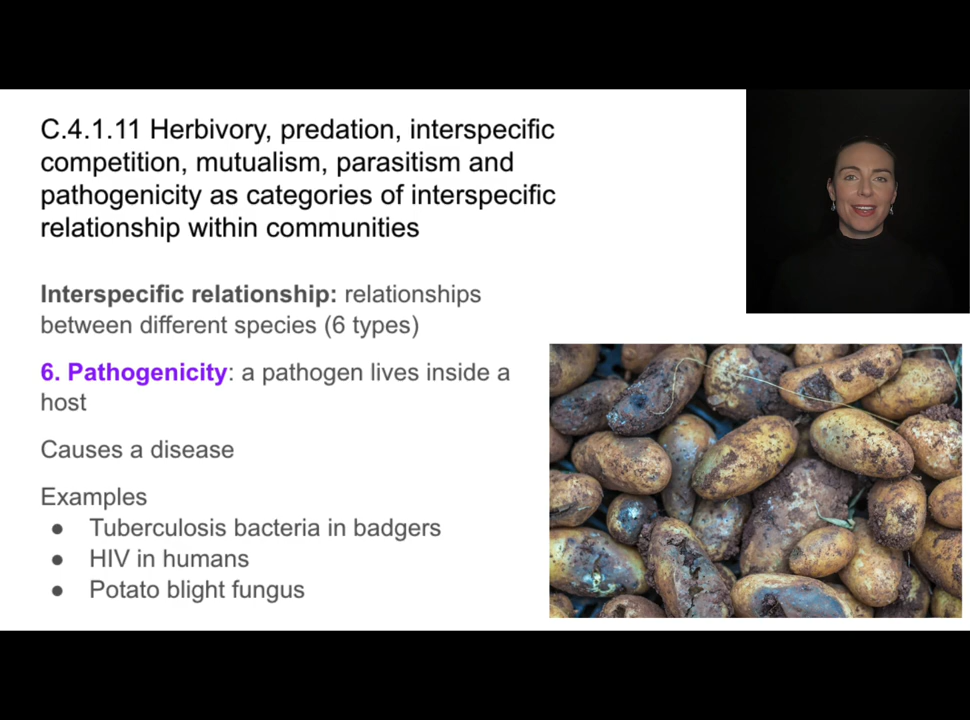 C.4.1.11 Herbivory, predation, interspecific
competition, mutualism, parasitism and
pathogenicity as categories of interspecific
relationship within communities
Interspecific relationship: relationships
between different species (6 types)
6. Pathogenicity: a pathogen lives inside a
host
Causes a disease
Examples
● Tuberculosis bacteria in badgers
● HIV in humans
● Potato blight fungus